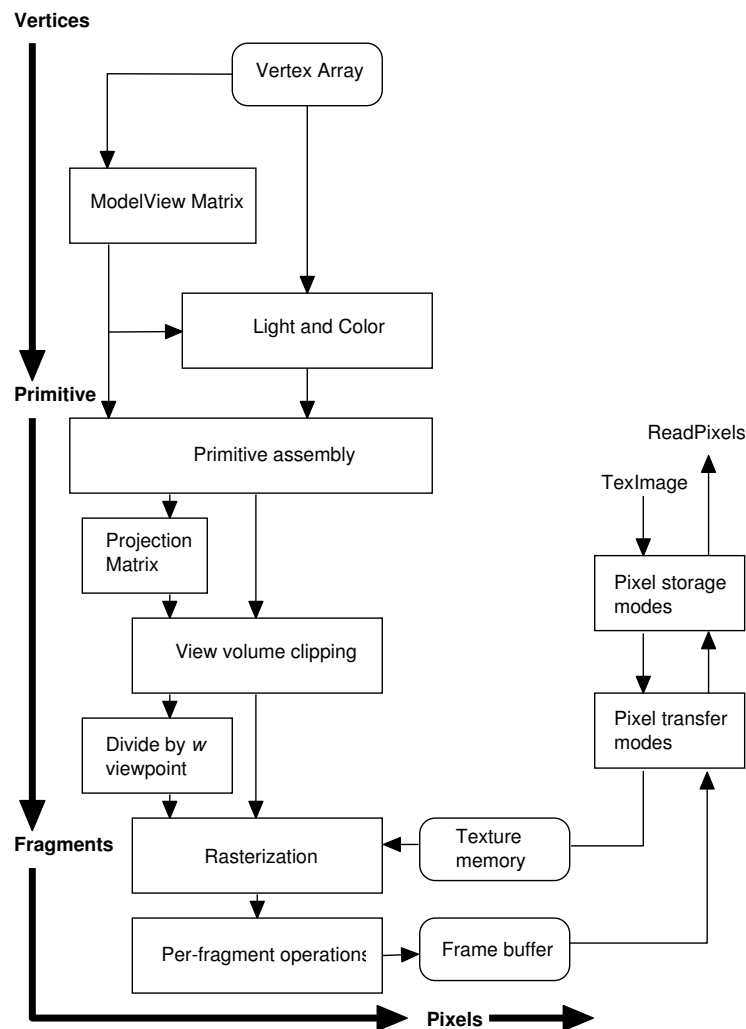 Vertices
Vertex Array
ModelView Matrix
Light and Color
Primitive
Primitive assembly
ReadPixels
TexImage
Projection
Matrix
Pixel storage
modes
View volume clipping
Pixel transfer
modes
Divide by w
viewpoint
Fragments
Rasterization
Texture
memory
Per-fragment operations
Frame buffer
Pixels